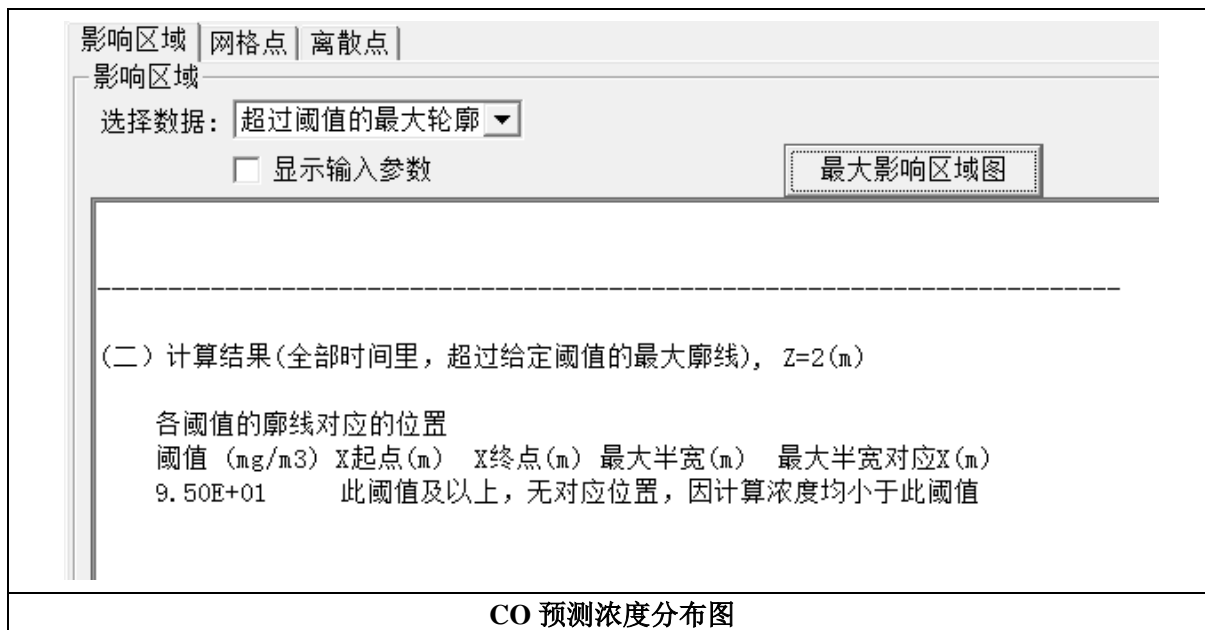 影响区域 网格点 离散点
影响区域
选择数据: 超过阈值的最大轮廓
显示输入参数 最大影响区域图
----------------------------------------------------------------------
(二) 计算结果(全部时间里，超过给定阈值的最大廓线), Z=2(m)
各阈值的廓线对应的位置
阈值 (mg/m3) X起点(m) X终点(m) 最大半宽(m) 最大半宽对应X(m)
9.50E+01 此阈值及以上，无对应位置，因计算浓度均小于此阈值
CO 预测浓度分布图